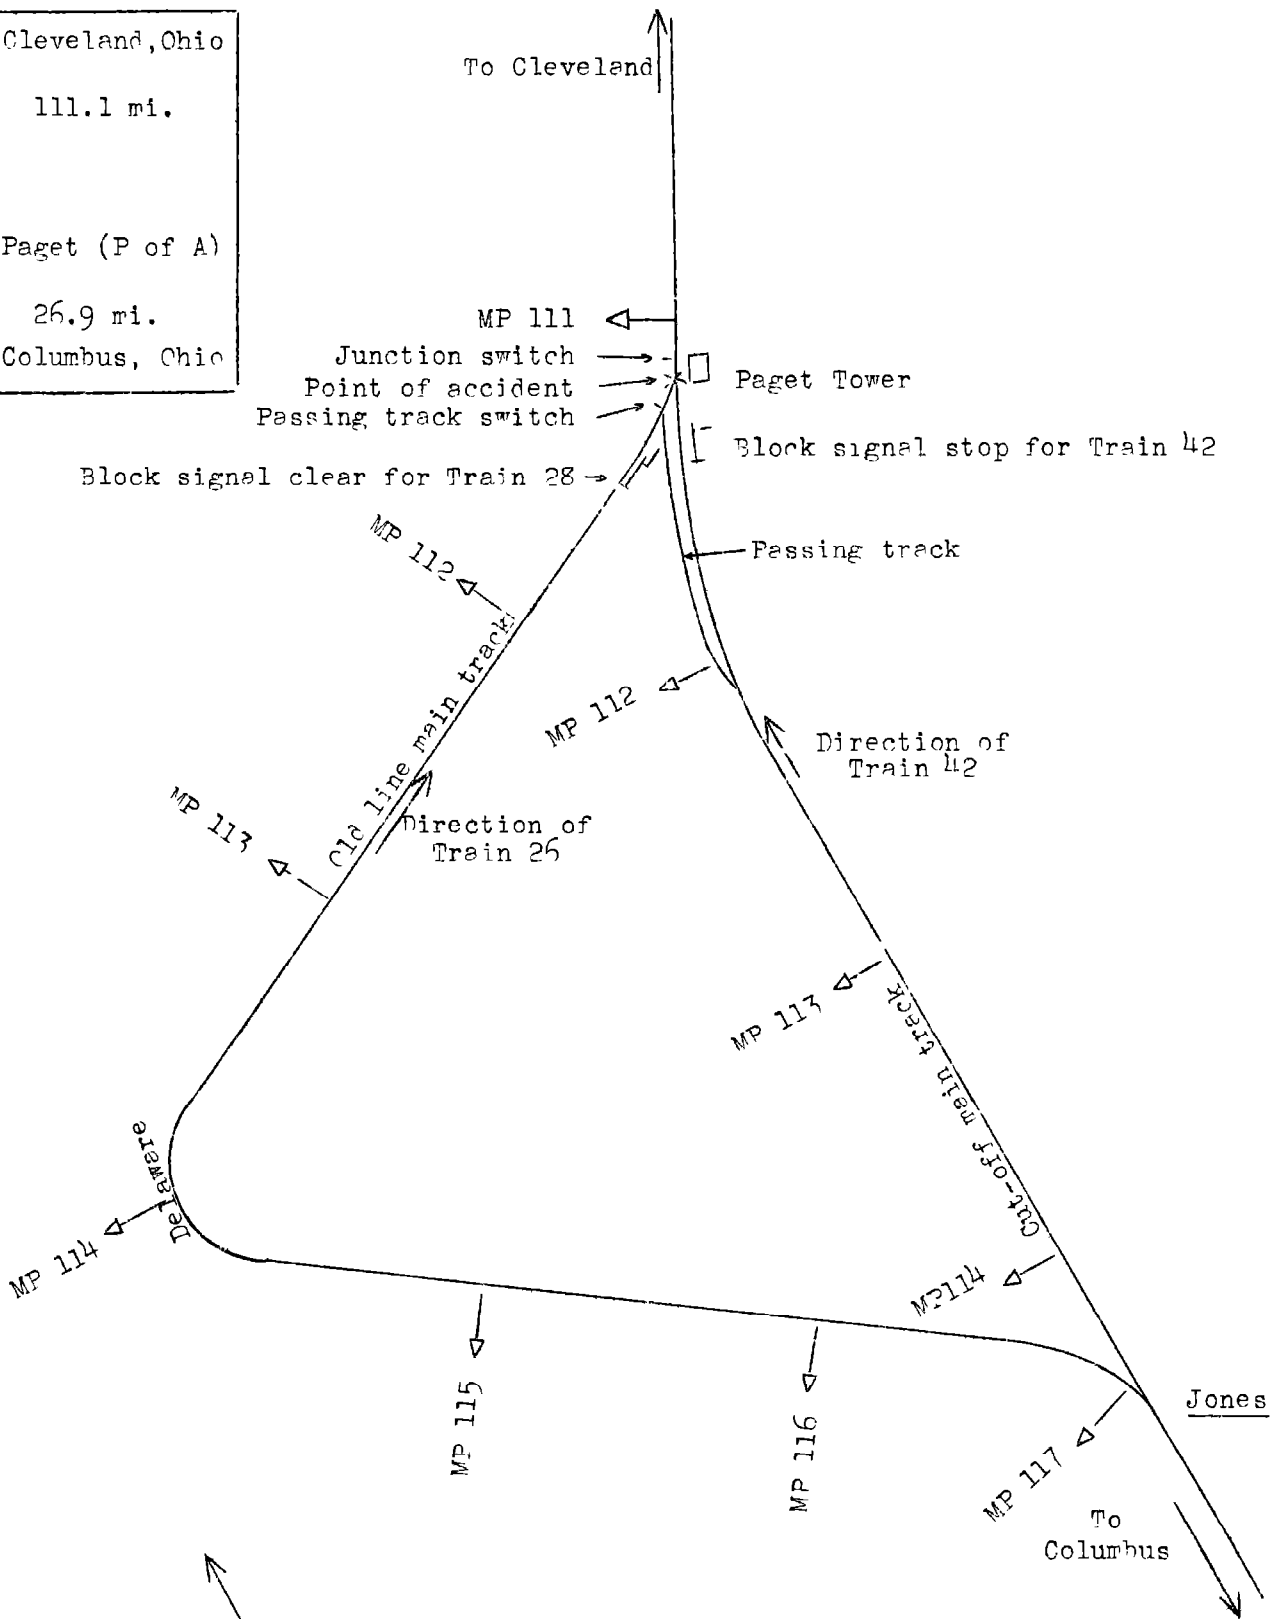 Cleveland, Ohio
111.1 mi.
Paget (P of A)
26.9 mi.
Columbus, Ohio
To Cleveland
MP 111
Junction switch
Point of accident
Passing track switch
Paget Tower
Block signal stop for Train 42
Block signal clear for Train 28
MP 112
Passing track
Old line main track
MP 112
Direction of
Train 42
MP 113
Direction of
Train 26
MP 113
Cut-off main track
Delaware
MP 114
MP114
MP 115
MP 116
MP 117
Jones
To
Columbus